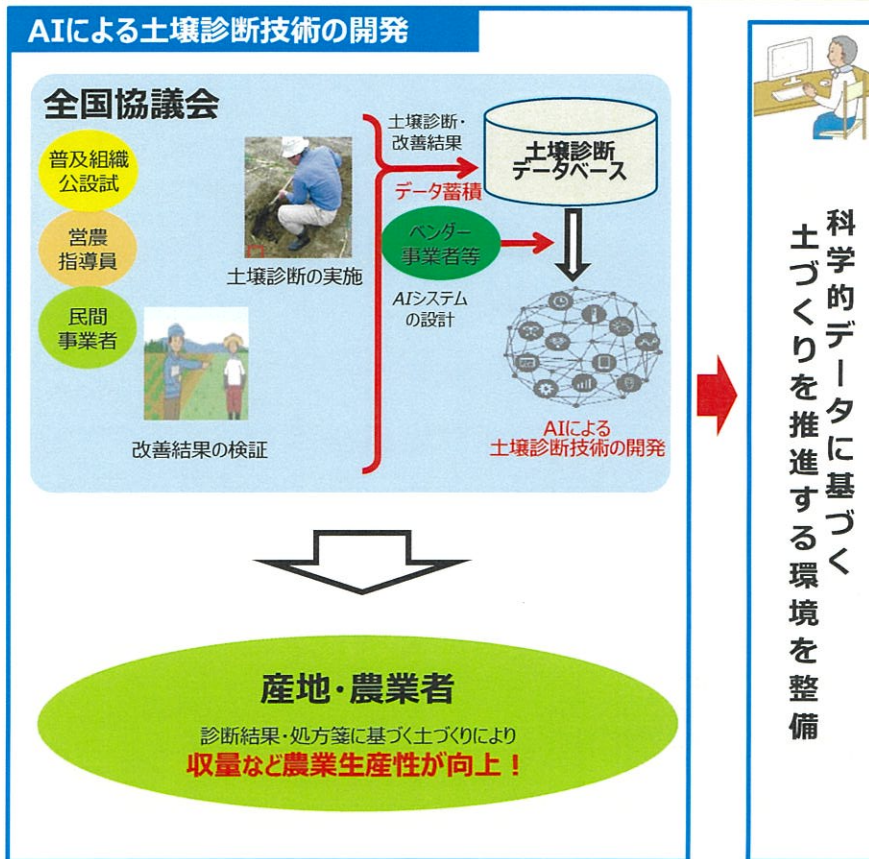 AIによる土壌診断技術の開発
全国協議会
普及組織
公設試
営農
指導員
民間
事業者
土壌診断の実施
改善結果の検証
土壌診断・
改善結果
データ蓄積
土壌診断
データベース
ベンダー
事業者等
AIシステム
の設計
AIによる
土壌診断技術の開発
産地・農業者
診断結果・処方箋に基づく土づくりにより
収量など農業生産性が向上！
科学的データに基づく
土づくりを推進する環境を整備